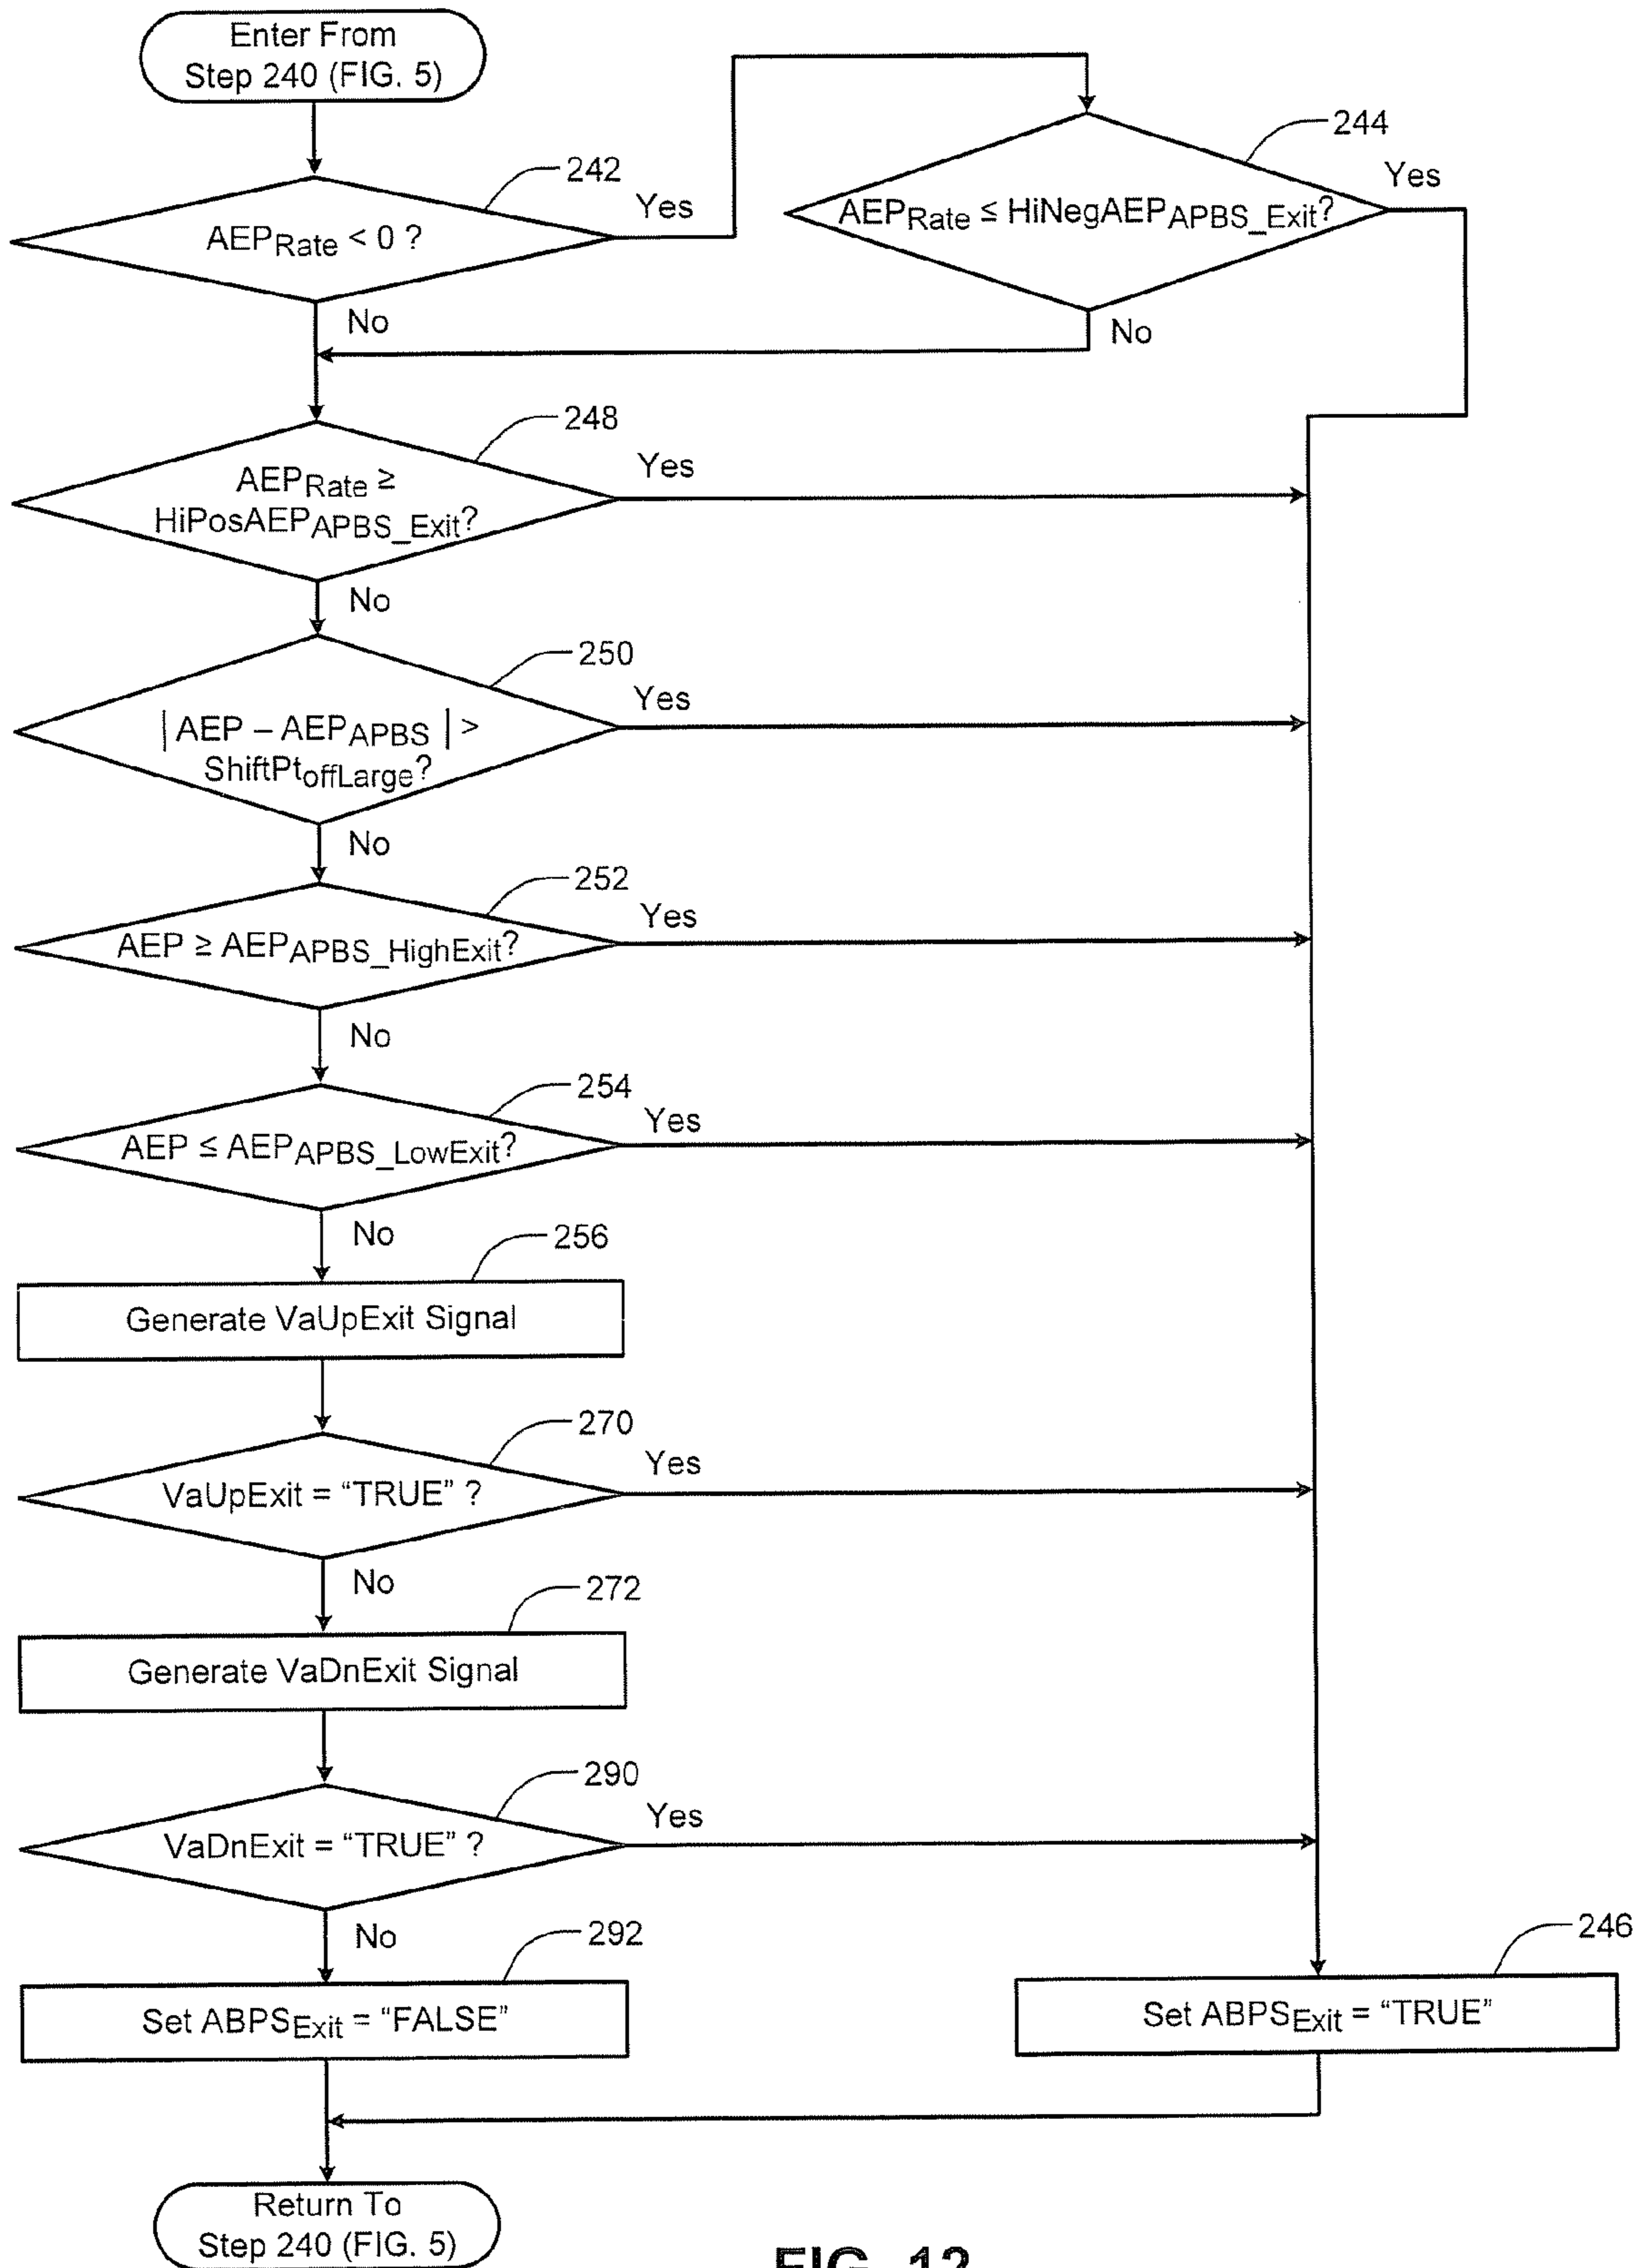 Enter From
Step 240 (FIG. 5)
242
AEPRate < 0 ?
Yes
No
244
AEPRate ≤ HiNegAEPAPBS_Exit?
Yes
No
248
AEPRate ≥
HiPosAEPAPBS_Exit?
Yes
No
250
| AEP – AEPAPBS | >
ShiftPtoffLarge?
Yes
No
252
AEP ≥ AEPAPBS_HighExit?
Yes
No
254
AEP ≤ AEPAPBS_LowExit?
Yes
No
256
Generate VaUpExit Signal
270
VaUpExit = “TRUE” ?
Yes
No
272
Generate VaDnExit Signal
290
VaDnExit = “TRUE” ?
Yes
No
292
Set ABPSExit = “FALSE”
246
Set ABPSExit = “TRUE”
Return To
Step 240 (FIG. 5)
FIG. 12